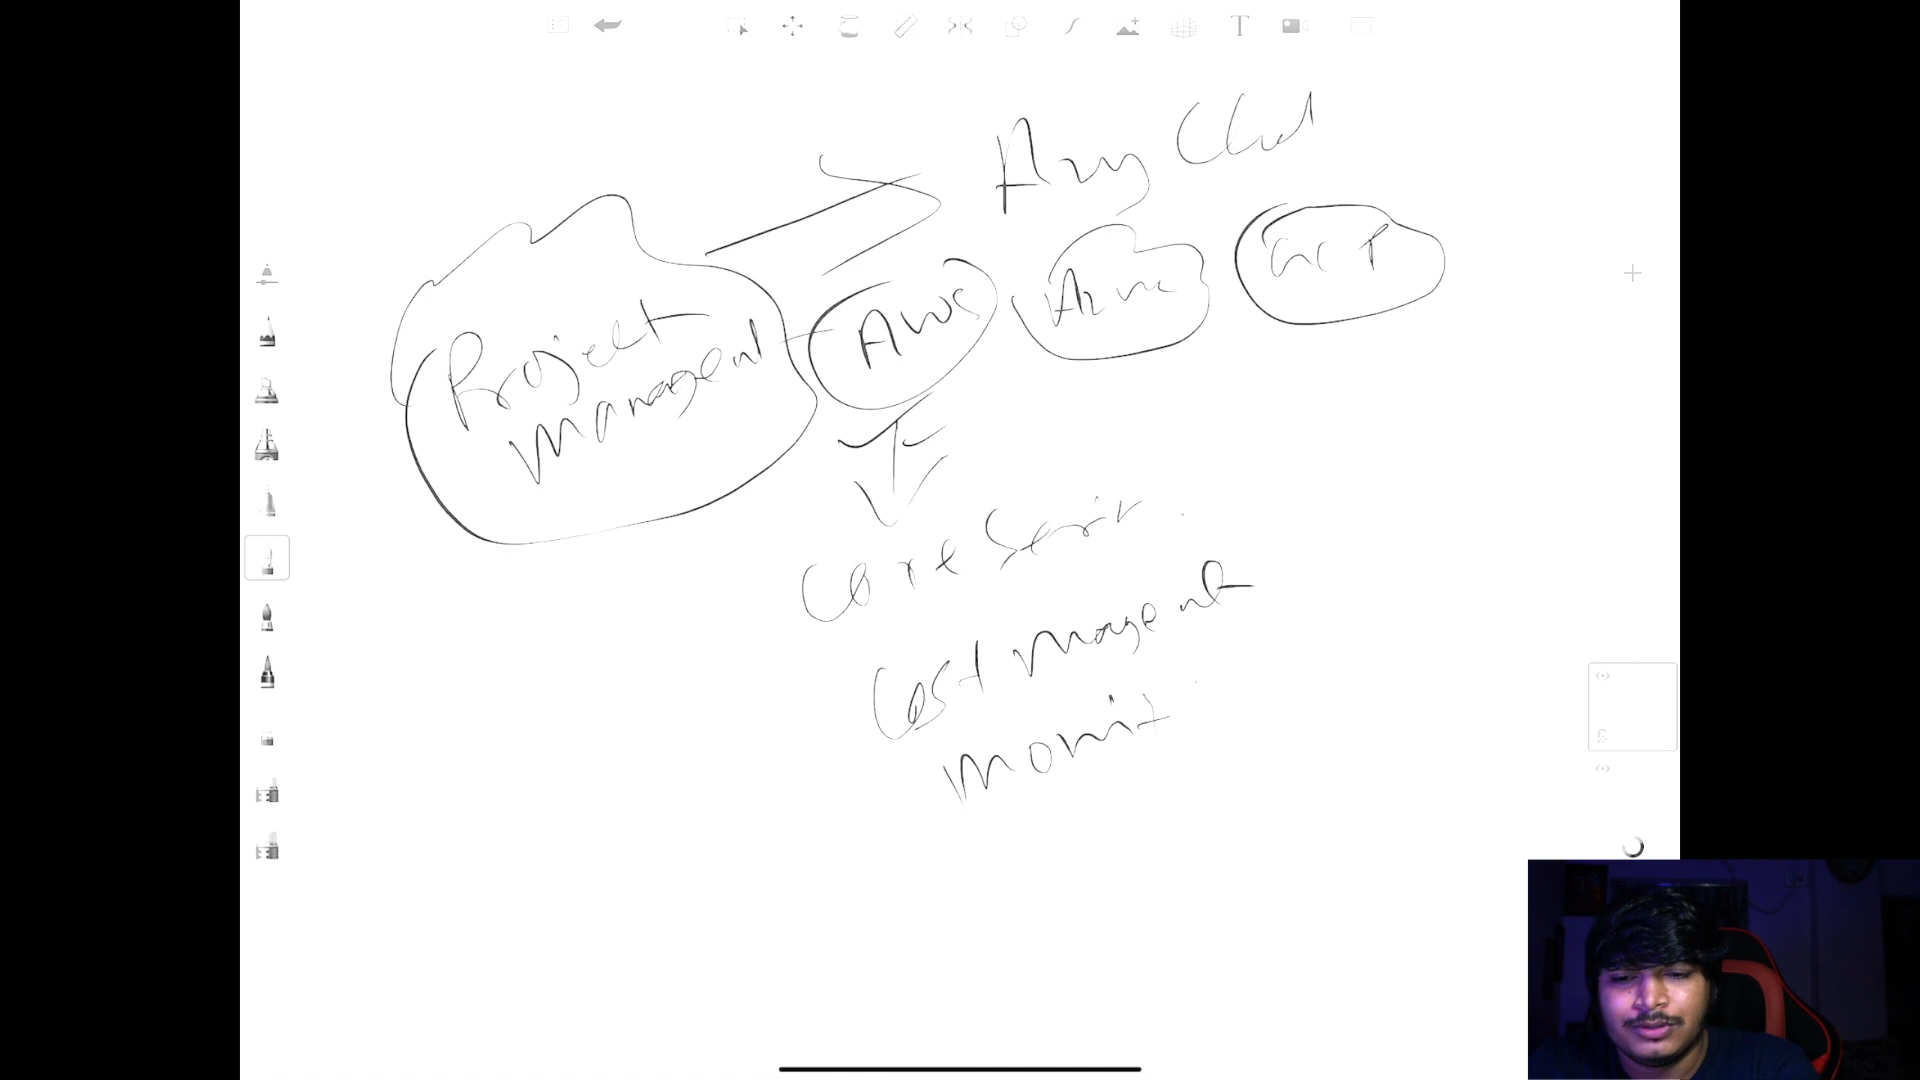 Any Cloud
Project
Management
AWS
Azure
GCP
Core Servic
Cost Management
Monit
T